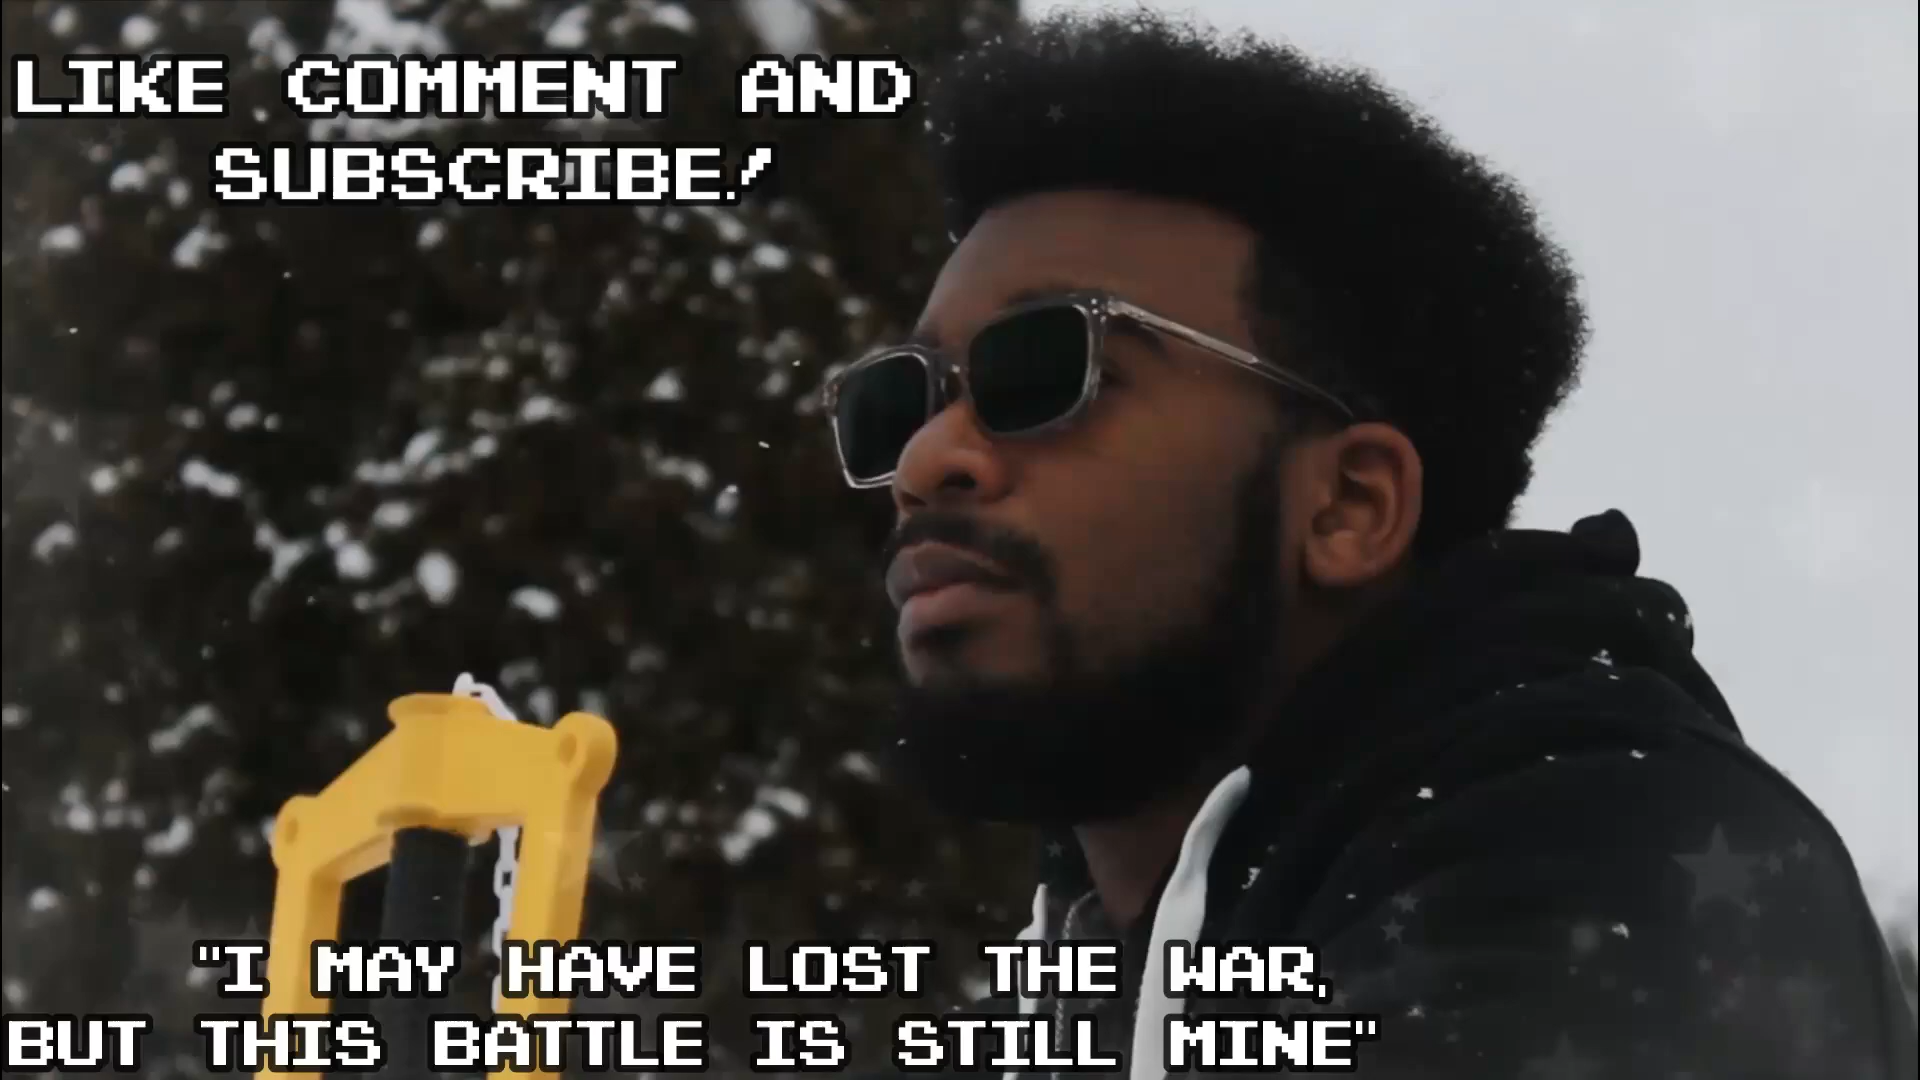 LIKE COMMENT AND
SUBSCRIBE!
"I MAY HAVE LOST THE WAR,
BUT THIS BATTLE IS STILL MINE"